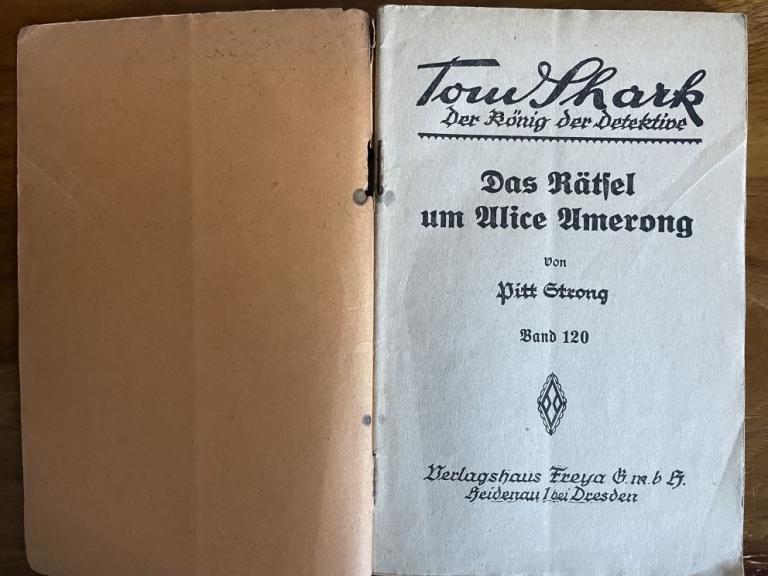 Tom Shark
Der König der Detektive
Das Rätsel
um Alice Amerong
von
Pitt Strong
Band 120
Verlagshaus Freya G.m.b H.
Heidenau 1 bei Dresden